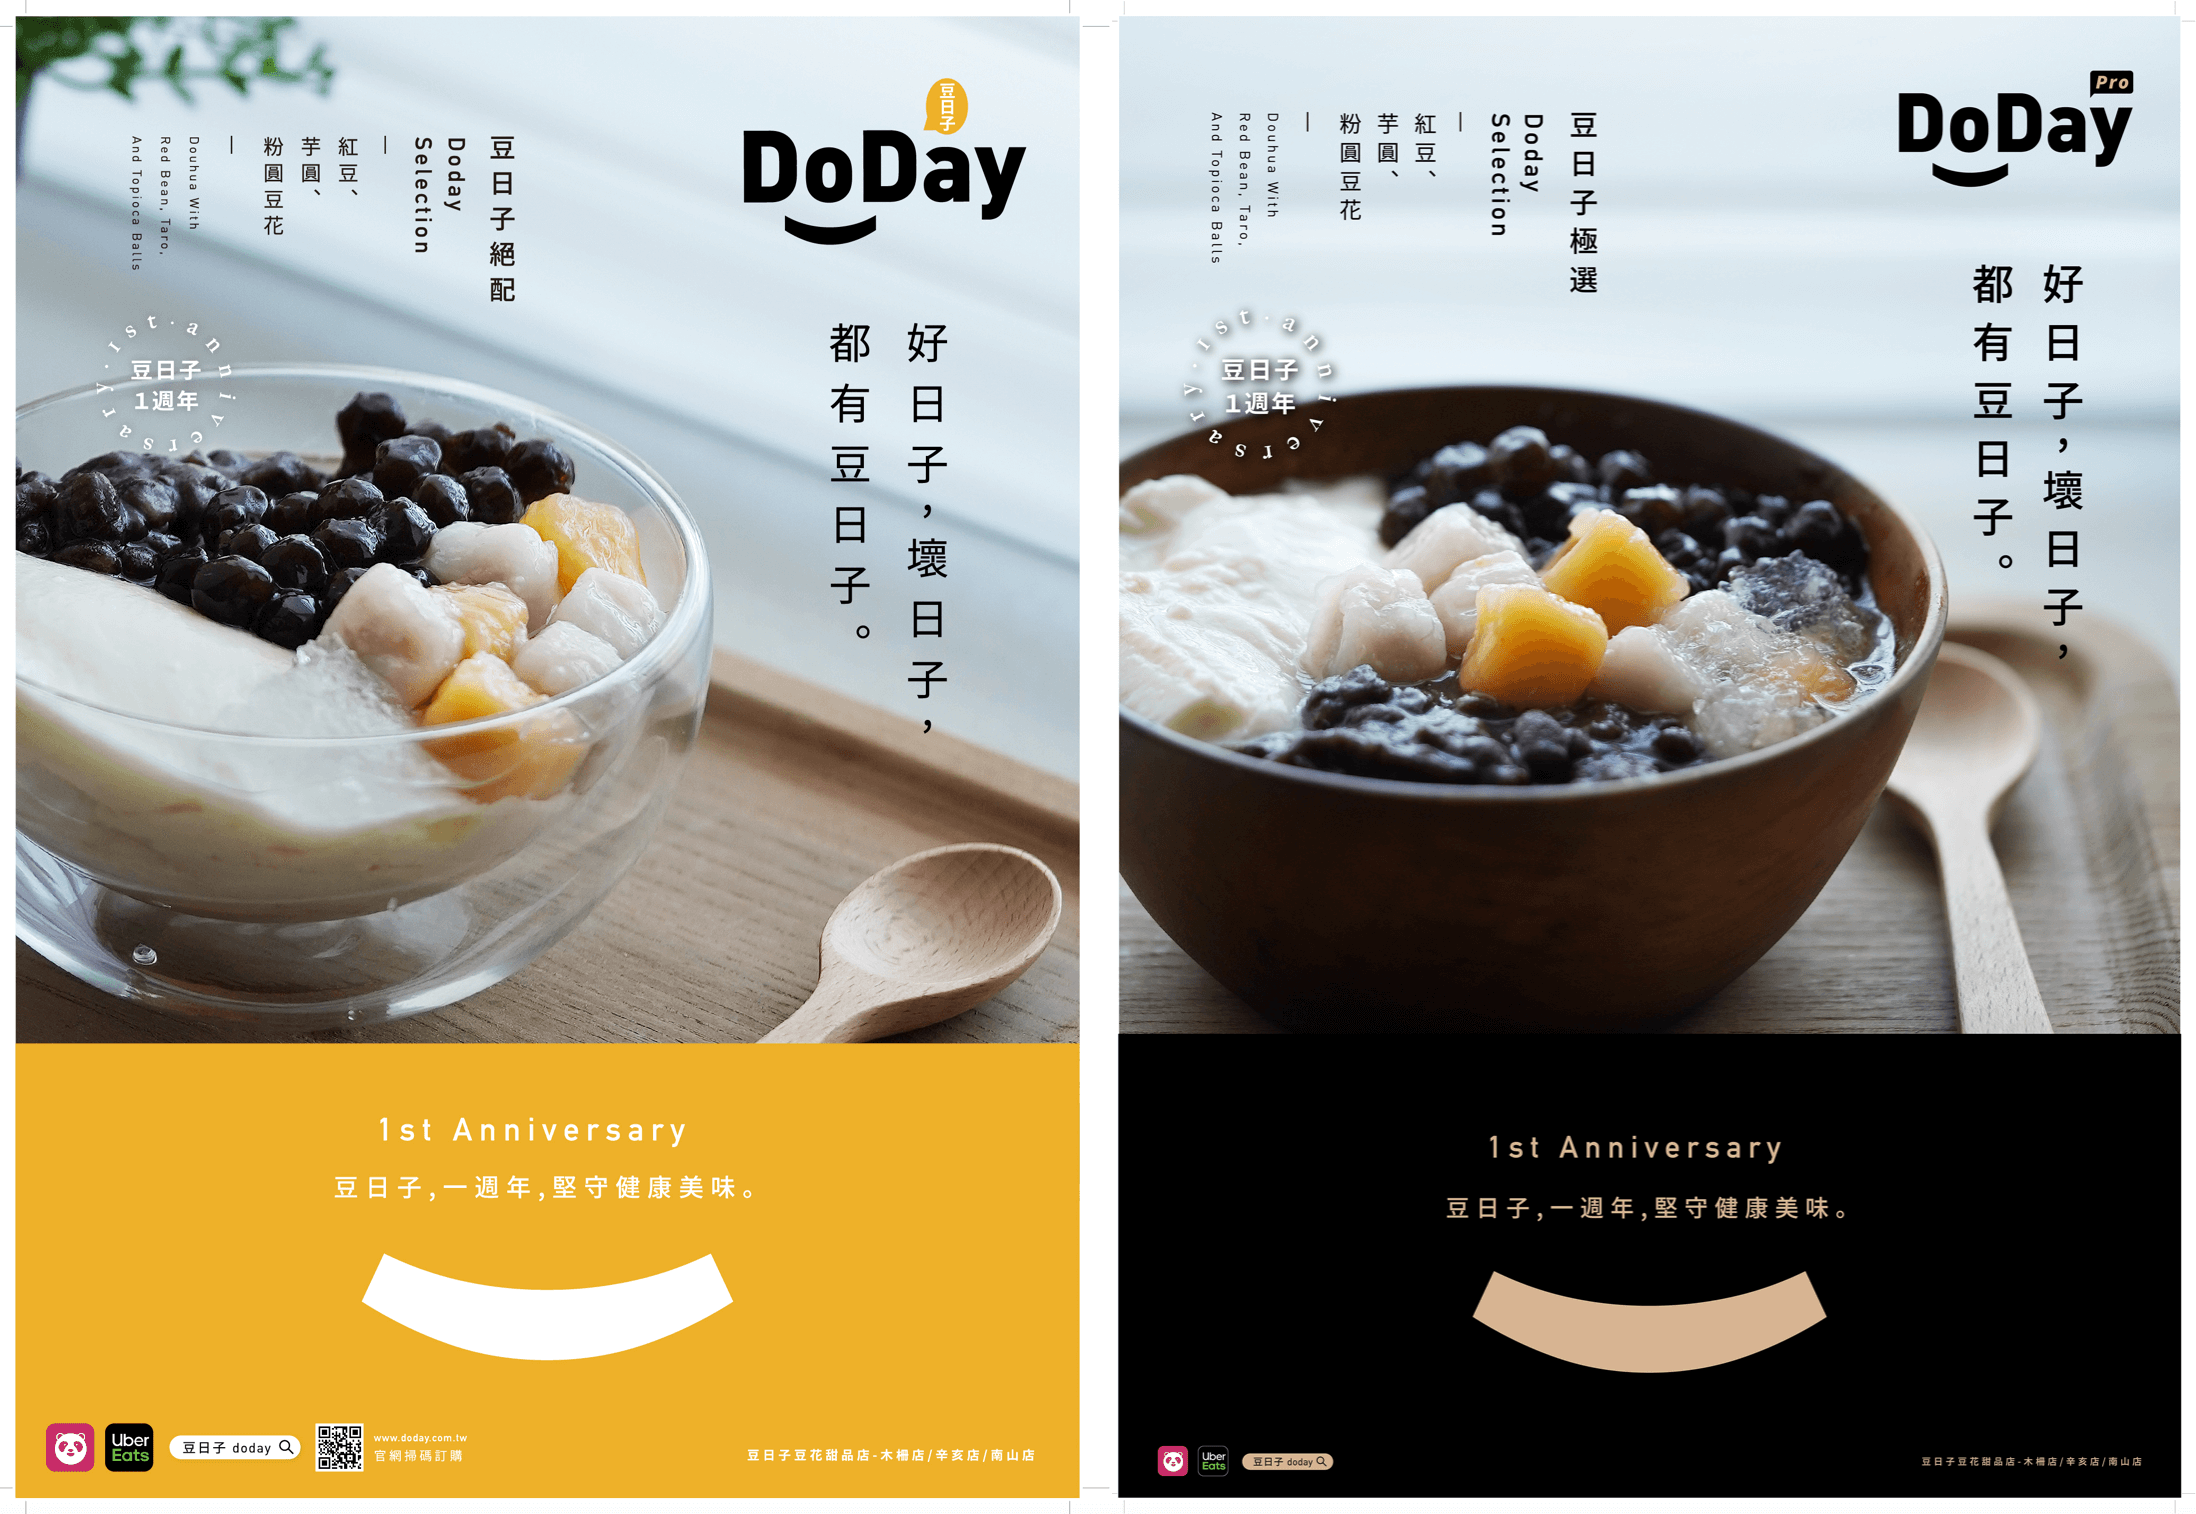 豆日子
DoDay
好日子，壞日子，
都有豆日子。
豆日子絕配
Doday
Selection
紅豆、
芋圓、
粉圓豆花
Douhua With
Red Bean, Taro,
And Topioca Balls
1st·anniversary·
豆日子
1週年
1st Anniversary
豆日子,一週年,堅守健康美味。
Uber
Eats
豆日子 doday
www.doday.com.tw
官網掃碼訂購
豆日子豆花甜品店-木柵店/辛亥店/南山店
Pro
DoDay
好日子，壞日子，
都有豆日子。
豆日子極選
Doday
Selection
紅豆、
芋圓、
粉圓豆花
Douhua With
Red Bean, Taro,
And Topioca Balls
1st·anniversary·
豆日子
1週年
1st Anniversary
豆日子,一週年,堅守健康美味。
Uber
Eats
豆日子 doday
豆日子豆花甜品店-木柵店/辛亥店/南山店